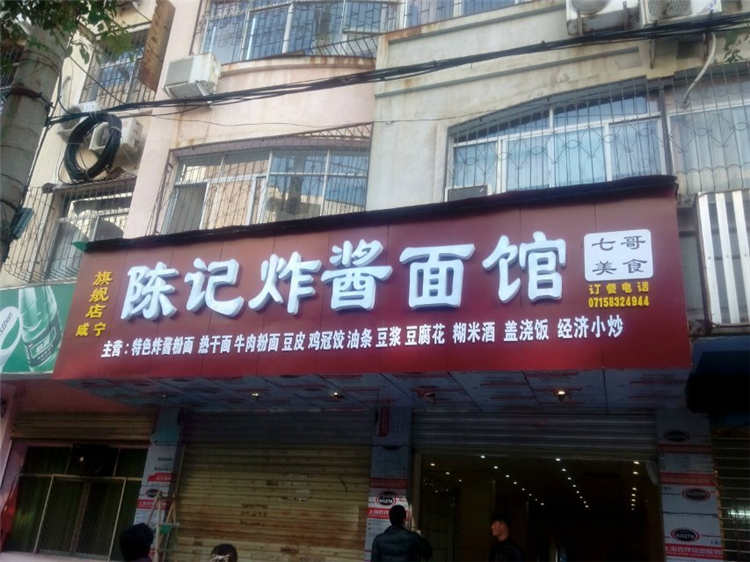 咸宁旗舰店
陈记炸酱面馆
七哥
美食
订餐电话
07158324944
主营：特色炸酱粉面 热干面 牛肉粉面 豆皮 鸡冠饺 油条 豆浆 豆腐花 糊米酒 盖浇饭 经济小炒